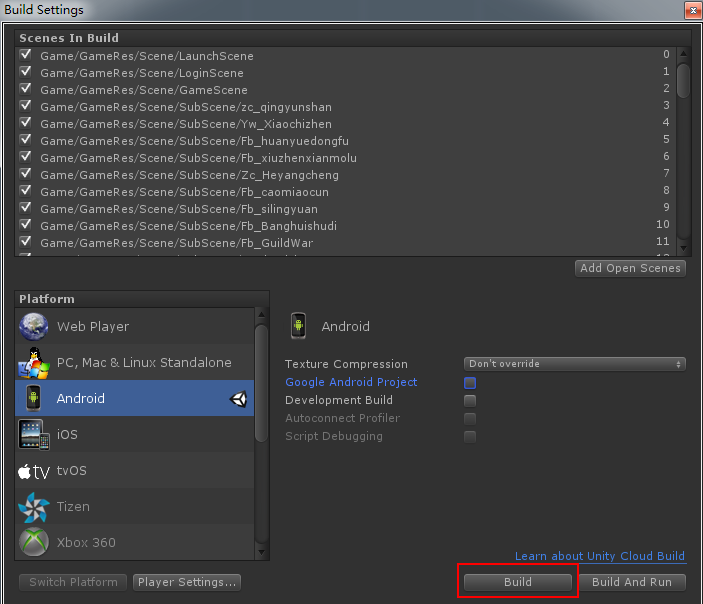 Build Settings
Scenes In Build
Game/GameRes/Scene/LaunchScene 0
Game/GameRes/Scene/LoginScene 1
Game/GameRes/Scene/GameScene 2
Game/GameRes/Scene/SubScene/zc_qingyunshan 3
Game/GameRes/Scene/SubScene/Yw_Xiaochizhen 4
Game/GameRes/Scene/SubScene/Fb_huanyuedongfu 5
Game/GameRes/Scene/SubScene/Fb_xiuzhenxianmolu 6
Game/GameRes/Scene/SubScene/Zc_Heyangcheng 7
Game/GameRes/Scene/SubScene/Fb_caomiaocun 8
Game/GameRes/Scene/SubScene/Fb_silingyuan 9
Game/GameRes/Scene/SubScene/Fb_Banghuishudi 10
Game/GameRes/Scene/SubScene/Fb_GuildWar 11
Add Open Scenes
Platform
Web Player
PC, Mac & Linux Standalone
Android
iOS
tv tvOS
Tizen
Xbox 360
Android
Texture Compression Don't override
Google Android Project
Development Build
Autoconnect Profiler
Script Debugging
Learn about Unity Cloud Build
Switch Platform Player Settings... Build Build And Run